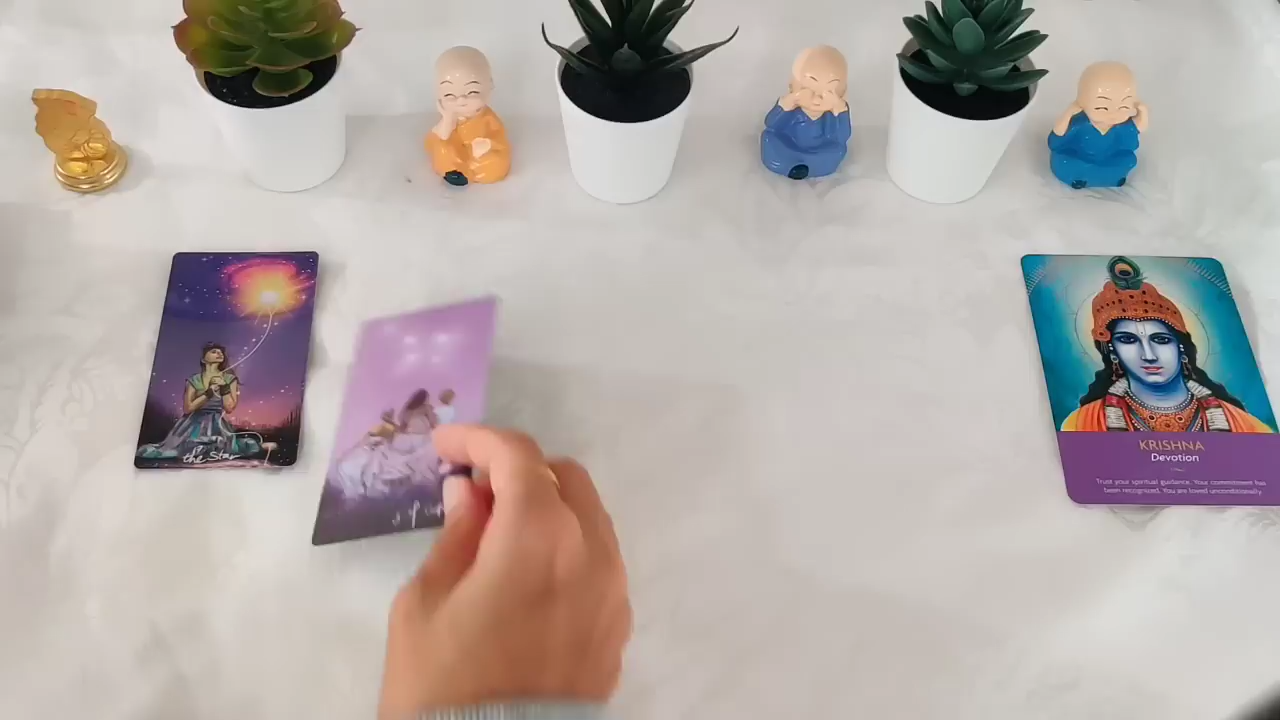 the Star
KRISHNA
Devotion
Trust your spiritual guidance. Your commitment has
been recognized. You are loved unconditionally.